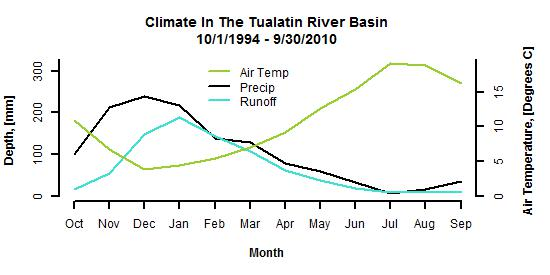 Climate In The Tualatin River Basin
10/1/1994 - 9/30/2010
Air Temp
Precip
Runoff
Depth, [mm]
0
100
200
300
Air Temperature, [Degrees C]
0
5
10
15
Oct Nov Dec Jan Feb Mar Apr May Jun Jul Aug Sep
Month